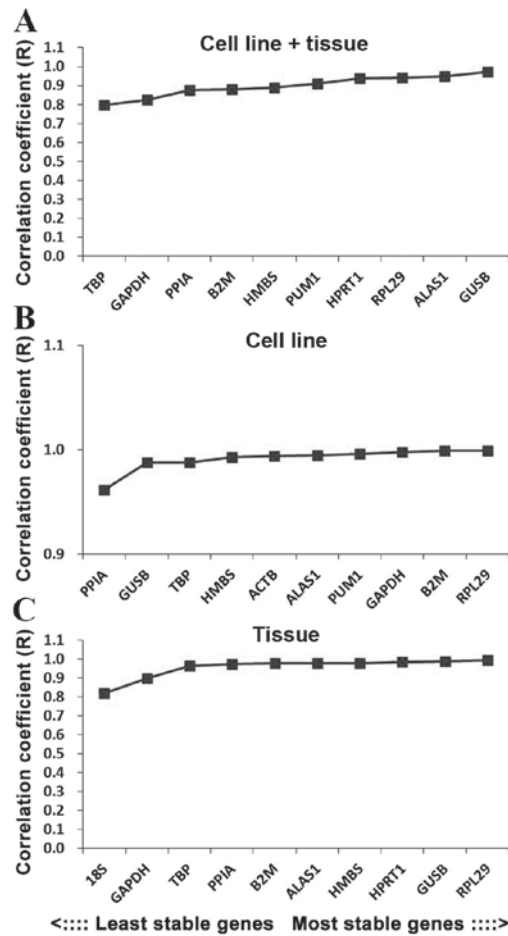 A
Cell line + tissue
Correlation coefficient (R)
1.1
1.0
0.9
0.8
0.7
0.6
0.5
0.4
0.3
0.2
0.1
0.0
TBP GAPDH PPIA B2M HMBS PUM1 HPRT1 RPL29 ALAS1 GUSB
B
Cell line
Correlation coefficient (R)
1.1
1.0
0.9
PPIA GUSB TBP HMBS ACTB ALAS1 PUM1 GAPDH B2M RPL29
C
Tissue
Correlation coefficient (R)
1.1
1.0
0.9
0.8
0.7
0.6
0.5
0.4
0.3
0.2
0.1
0.0
18S GAPDH TBP PPIA B2M ALAS1 HMBS HPRT1 GUSB RPL29
<:::: Least stable genes Most stable genes ::::>